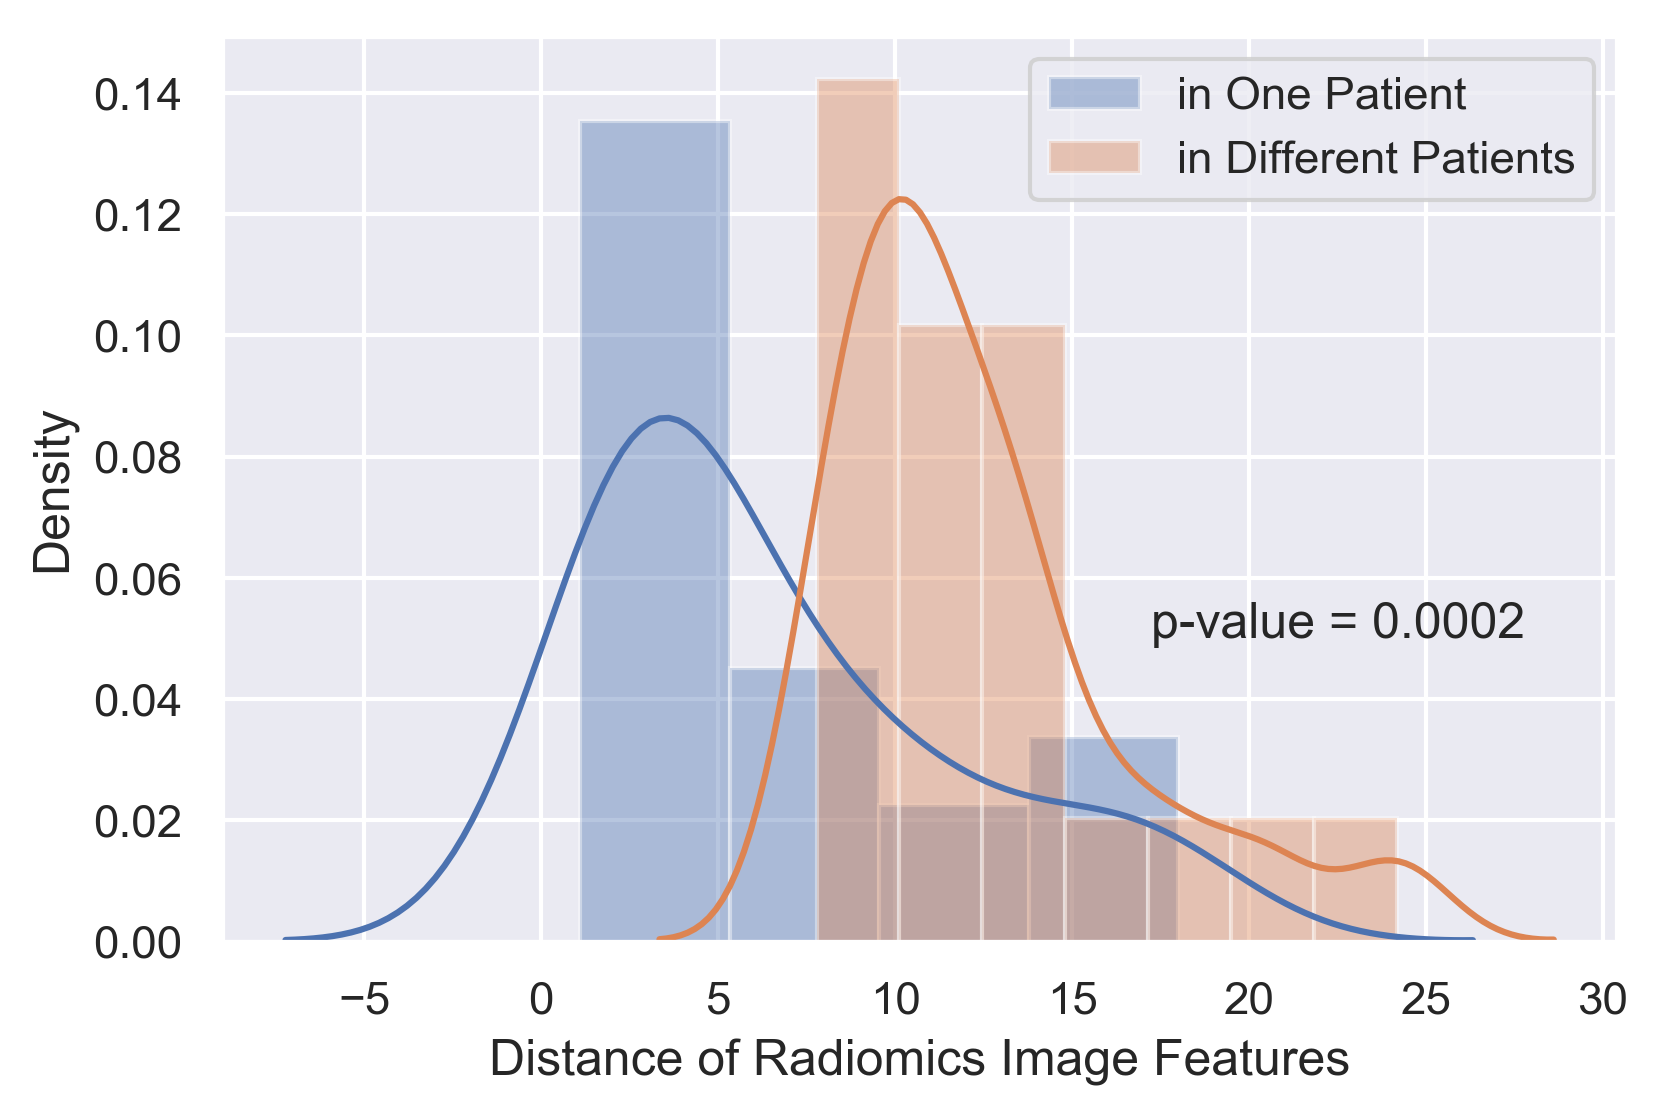 in One Patient
in Different Patients
p-value = 0.0002
Density
0.14
0.12
0.10
0.08
0.06
0.04
0.02
0.00
−5 0 5 10 15 20 25 30
Distance of Radiomics Image Features